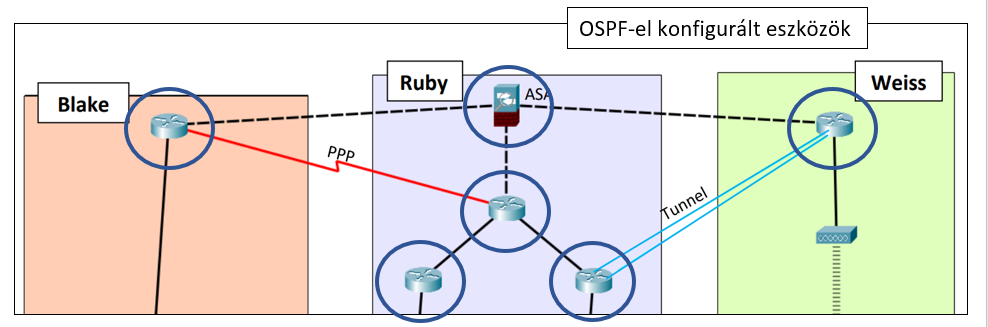 OSPF-el konfigurált eszközök
Blake
Ruby
Weiss
ASA
PPP
Tunnel